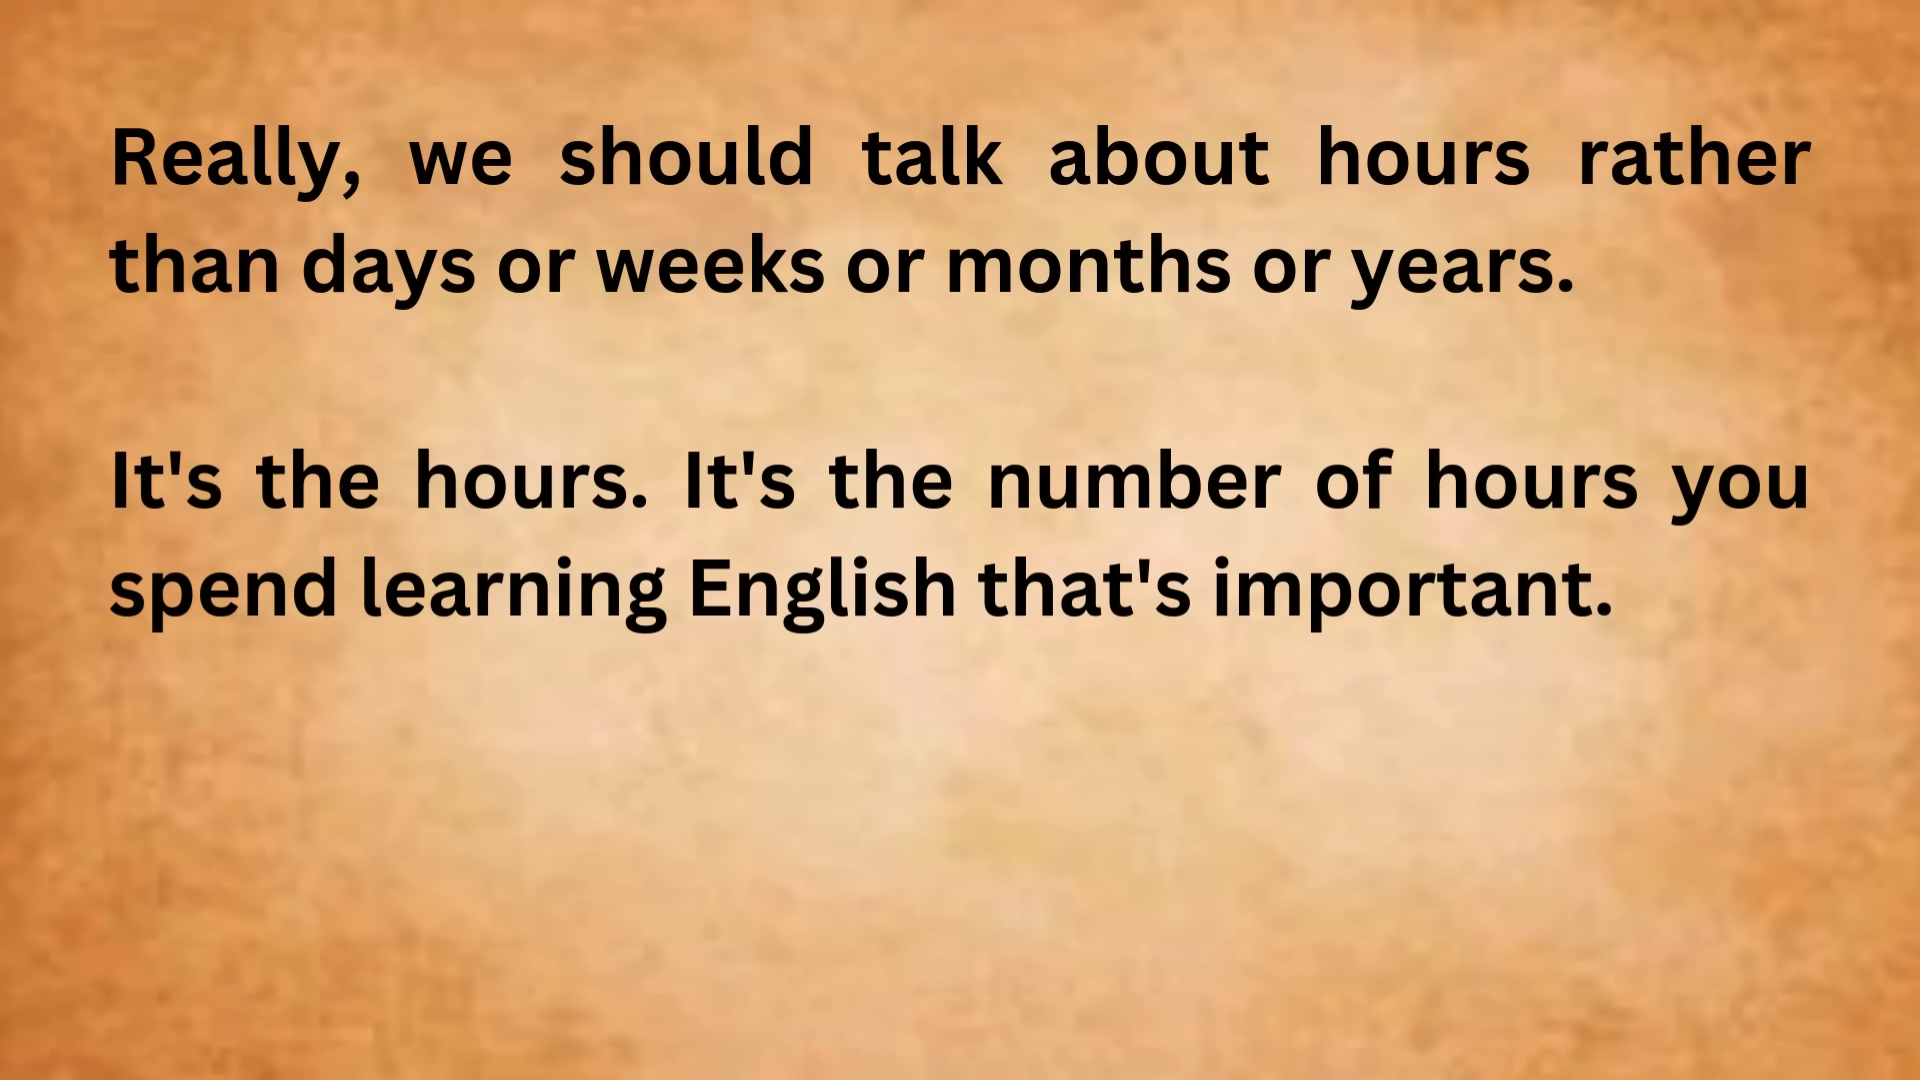 Really, we should talk about hours rather
than days or weeks or months or years.
It's the hours. It's the number of hours you
spend learning English that's important.